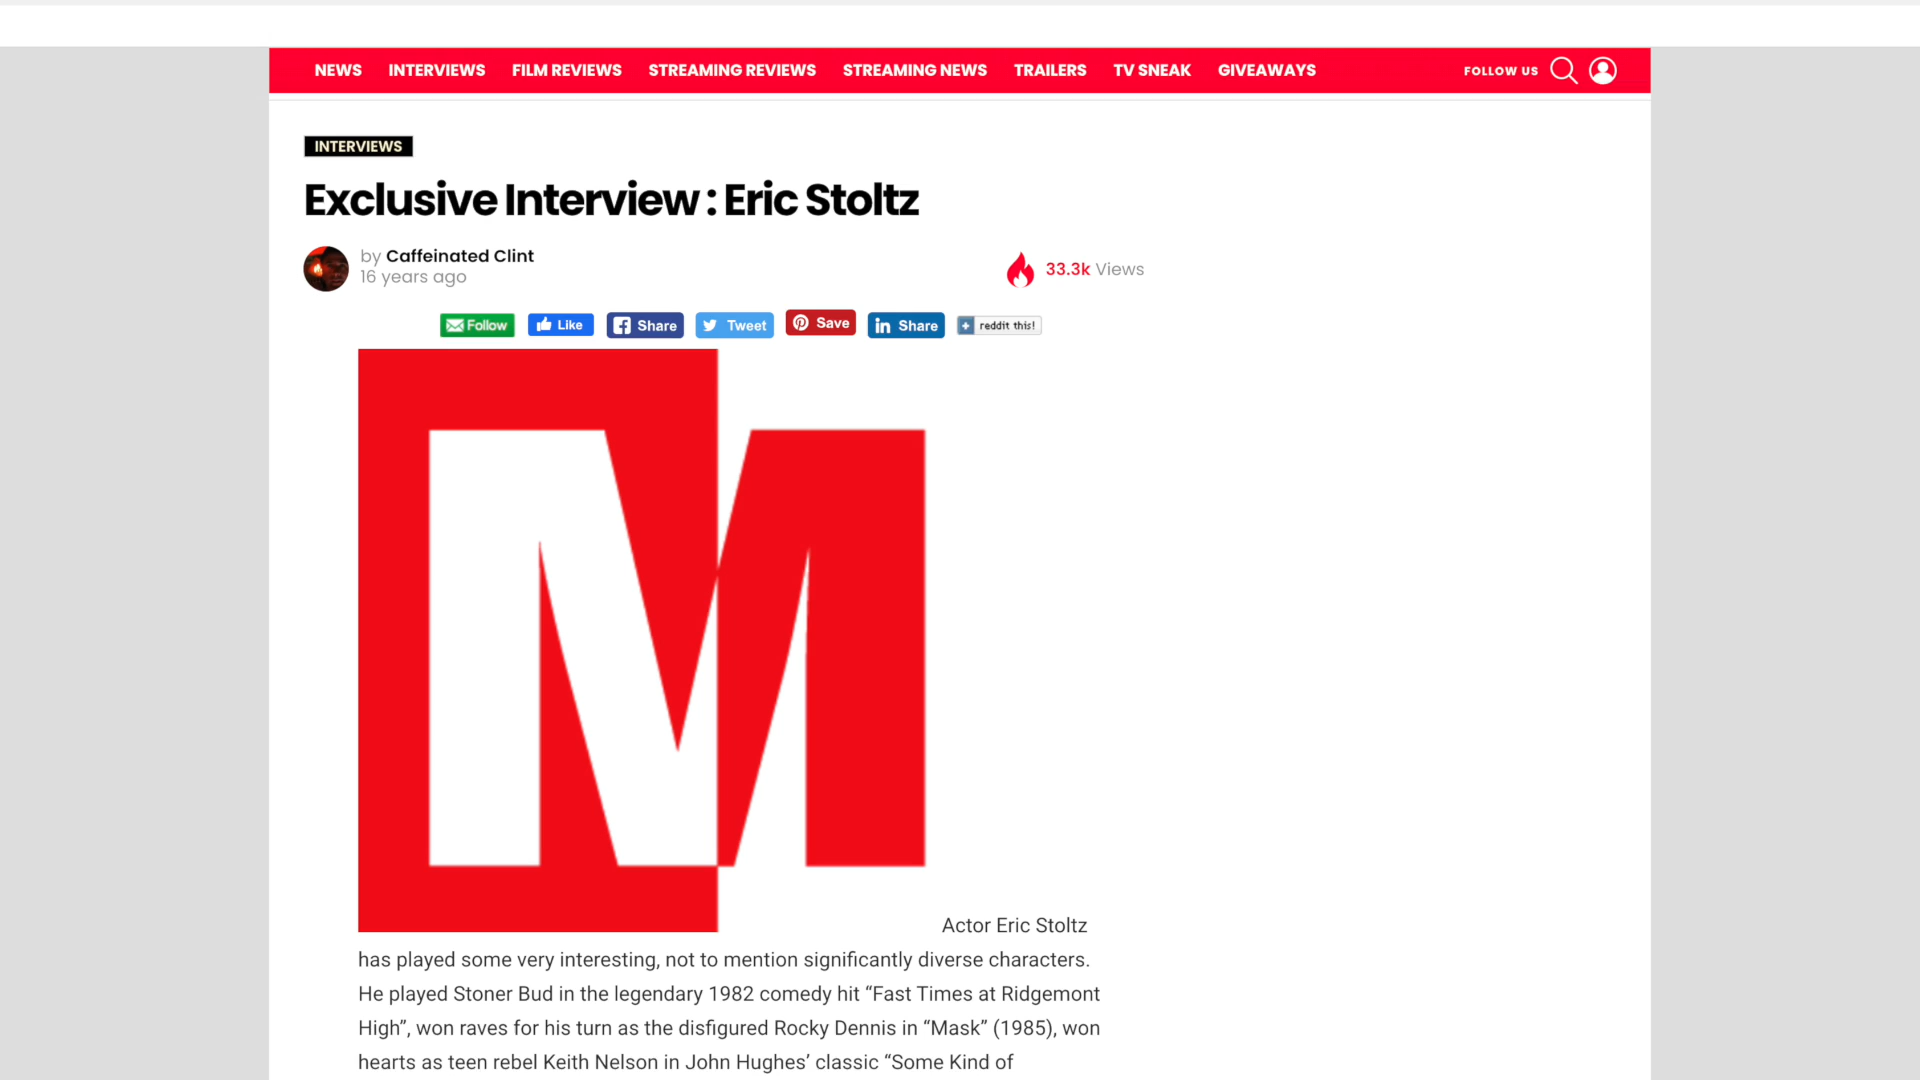 NEWS INTERVIEWS FILM REVIEWS STREAMING REVIEWS STREAMING NEWS TRAILERS TV SNEAK GIVEAWAYS FOLLOW US
INTERVIEWS
Exclusive Interview : Eric Stoltz
by Caffeinated Clint
16 years ago
33.3k Views
Follow Like Share Tweet Save Share reddit this!
M
Actor Eric Stoltz
has played some very interesting, not to mention significantly diverse characters.
He played Stoner Bud in the legendary 1982 comedy hit “Fast Times at Ridgemont
High”, won raves for his turn as the disfigured Rocky Dennis in “Mask” (1985), won
hearts as teen rebel Keith Nelson in John Hughes’ classic “Some Kind of